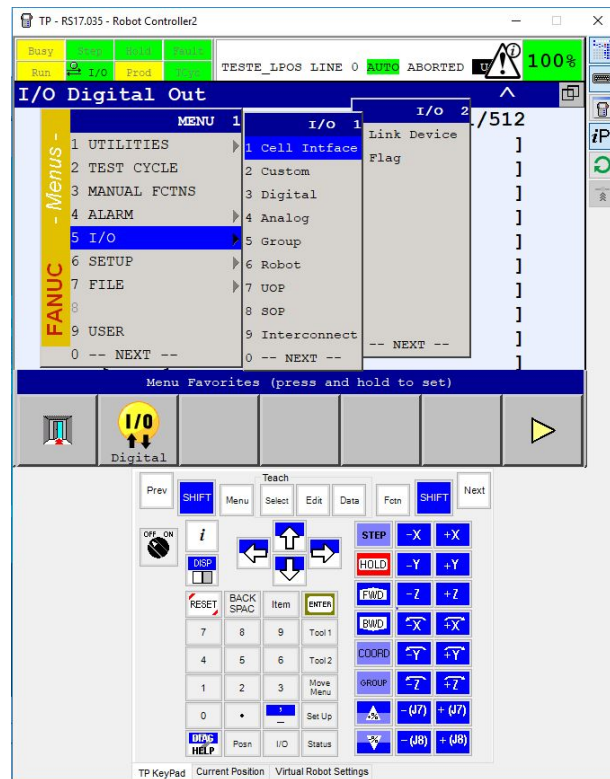 TP - RS17.035 - Robot Controller2
Busy Step Hold Fault
Run I/O Prod TCyc
TESTE_LPOS LINE 0 AUTO ABORTED
100%
I/O Digital Out
/512
FANUC - Menus -
MENU 1
1 UTILITIES
2 TEST CYCLE
3 MANUAL FCTNS
4 ALARM
5 I/O
6 SETUP
7 FILE
8
9 USER
0 -- NEXT --
I/O 1
1 Cell Intface
2 Custom
3 Digital
4 Analog
5 Group
6 Robot
7 UOP
8 SOP
9 Interconnect
0 -- NEXT --
I/O 2
Link Device
Flag
-- NEXT --
]
]
]
]
]
]
]
]
]
]
Menu Favorites (press and hold to set)
I/O
Digital
iP
Teach
Prev SHIFT Menu Select Edit Data Fctn SHIFT Next
OFF ON i STEP -X +X
DISP HOLD -Y +Y
RESET BACK SPAC Item ENTER FWD -Z +Z
7 8 9 Tool 1 BWD -X +X
4 5 6 Tool 2 COORD -Y +Y
1 2 3 Move Menu GROUP -Z +Z
0 . , _ Set Up +% - (J7) + (J7)
DIAG HELP Posn I/O Status -% - (J8) + (J8)
TP KeyPad Current Position Virtual Robot Settings